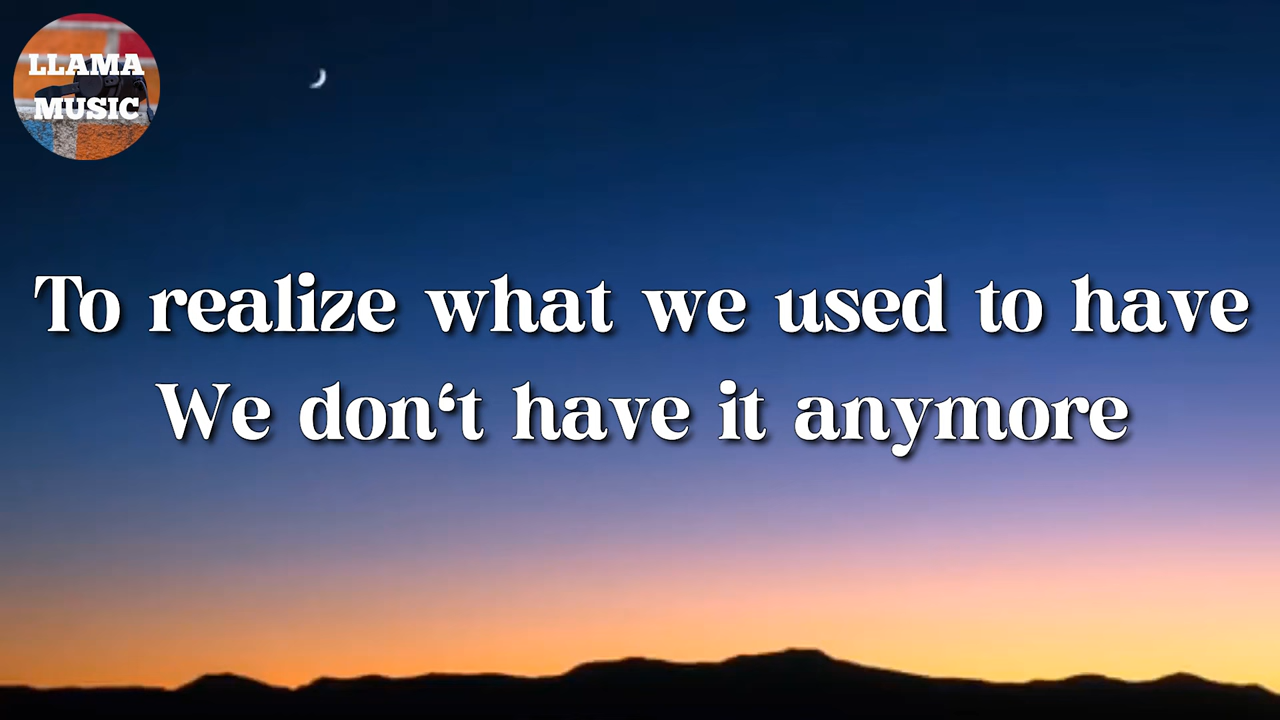 LLAMA
MUSIC
To realize what we used to have
We don‘t have it anymore